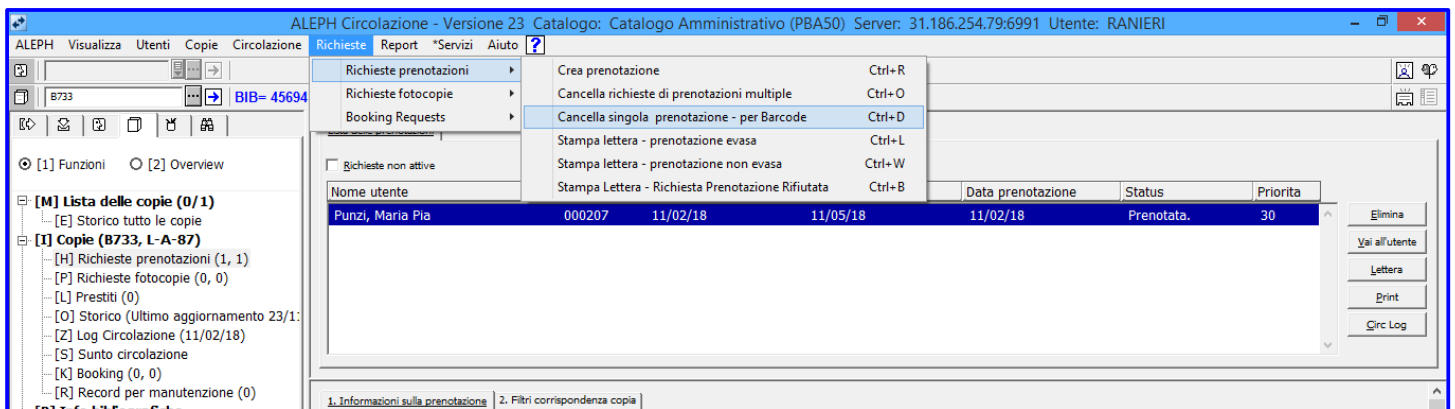 ALEPH Circolazione - Versione 23 Catalogo: Catalogo Amministrativo (PBA50) Server: 31.186.254.79:6991 Utente: RANIERI
ALEPH Visualizza Utenti Copie Circolazione Richieste Report *Servizi Aiuto ?
Richieste prenotazioni
Richieste fotocopie
Booking Requests
Crea prenotazione Ctrl+R
Cancella richieste di prenotazioni multiple Ctrl+O
Cancella singola prenotazione - per Barcode Ctrl+D
Stampa lettera - prenotazione evasa Ctrl+L
Stampa lettera - prenotazione non evasa Ctrl+W
Stampa Lettera - Richiesta Prenotazione Rifiutata Ctrl+B
B733 BIB= 45694
[1] Funzioni [2] Overview
[M] Lista delle copie (0/1)
[E] Storico tutto le copie
[I] Copie (B733, L-A-87)
[H] Richieste prenotazioni (1, 1)
[P] Richieste fotocopie (0, 0)
[L] Prestiti (0)
[O] Storico (Ultimo aggiornamento 23/1
[Z] Log Circolazione (11/02/18)
[S] Sunto circolazione
[K] Booking (0, 0)
[R] Record per manutenzione (0)
Richieste non attive
Nome utente Data prenotazione Status Priorita
Punzi, Maria Pia 000207 11/02/18 11/05/18 11/02/18 Prenotata. 30
Elimina
Vai all'utente
Lettera
Print
Circ Log
1. Informazioni sulla prenotazione 2. Filtri corrispondenza copia